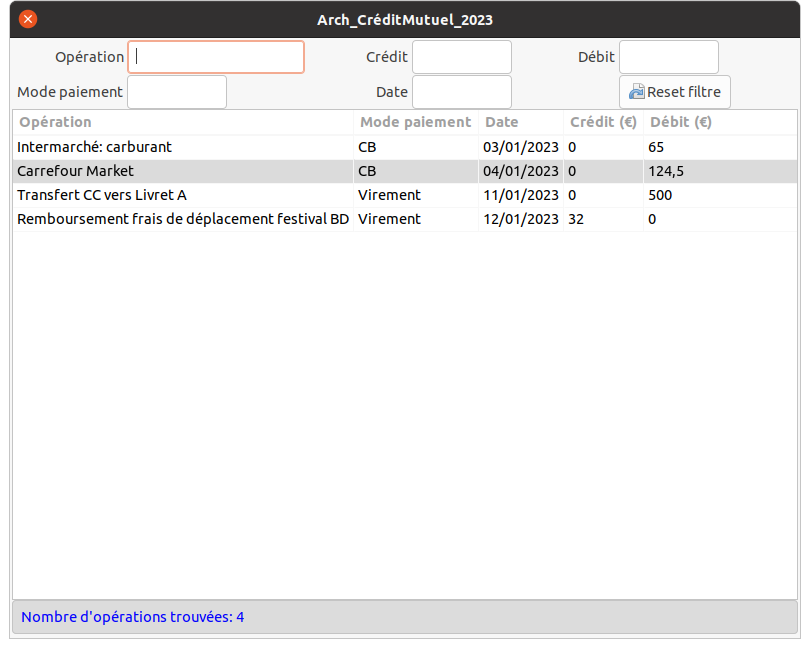 Arch_CréditMutuel_2023
Opération Crédit Débit
Mode paiement Date Reset filtre
Opération Mode paiement Date Crédit (€) Débit (€)
Intermarché: carburant CB 03/01/2023 0 65
Carrefour Market CB 04/01/2023 0 124,5
Transfert CC vers Livret A Virement 11/01/2023 0 500
Remboursement frais de déplacement festival BD Virement 12/01/2023 32 0
Nombre d'opérations trouvées: 4